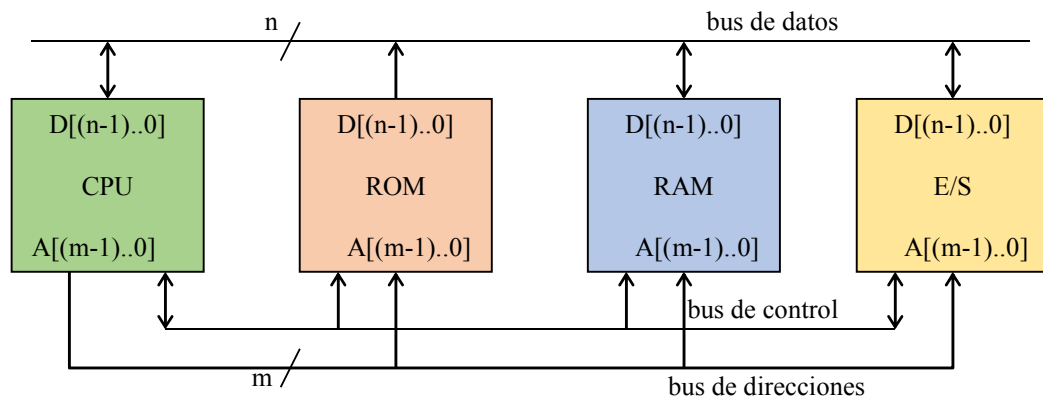 n
bus de datos
D[(n-1)..0]
D[(n-1)..0]
D[(n-1)..0]
D[(n-1)..0]
CPU
ROM
RAM
E/S
A[(m-1)..0]
A[(m-1)..0]
A[(m-1)..0]
A[(m-1)..0]
bus de control
m
bus de direcciones